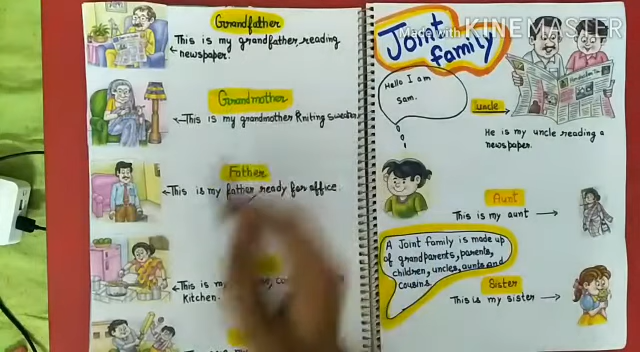 Grandfather
This is my grandfather, reading
newspaper.
Grandmother
This is my grandmother Kniting sweater.
Father
This is my father ready for office.
This is
Kitchen.
Made with KINEMASTER
Joint
family
Hello I am
Sam.
uncle
He is my uncle reading a
newspaper.
Aunt
This is my aunt
A Joint family is made up
of grandparents, parents,
children, uncles, aunts and
cousins.
Sister
This is my sister